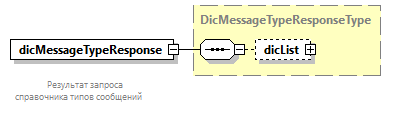 DicMessageTypeResponseType
dicMessageTypeResponse
dicList
Результат запроса
справочника типов сообщений